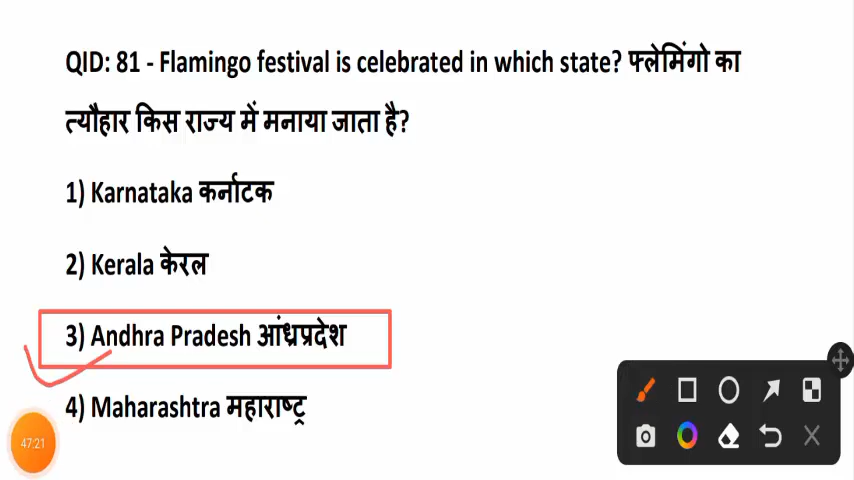 QID: 81 - Flamingo festival is celebrated in which state? फ्लेमिंगो का
त्यौहार किस राज्य में मनाया जाता है?
1) Karnataka कर्नाटक
2) Kerala केरल
3) Andhra Pradesh आंध्रप्रदेश
4) Maharashtra महाराष्ट्र
47:21